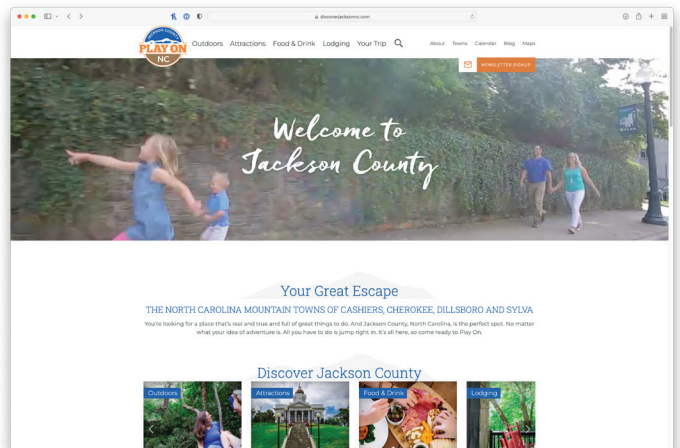 discoverjacksonnc.com
JACKSON COUNTY
PLAY ON
NC
Outdoors Attractions Food & Drink Lodging Your Trip
About Towns Calendar Blog Maps
NEWSLETTER SIGNUP
Welcome to
Jackson County
Your Great Escape
THE NORTH CAROLINA MOUNTAIN TOWNS OF CASHIERS, CHEROKEE, DILLSBORO AND SYLVA
You're looking for a place that's real and true and full of great things to do. And Jackson County, North Carolina, is the perfect spot. No matter
what your idea of adventure is. All you have to do is jump right in. It's all here, so come ready to Play On.
Discover Jackson County
Outdoors
Attractions
Food & Drink
Lodging